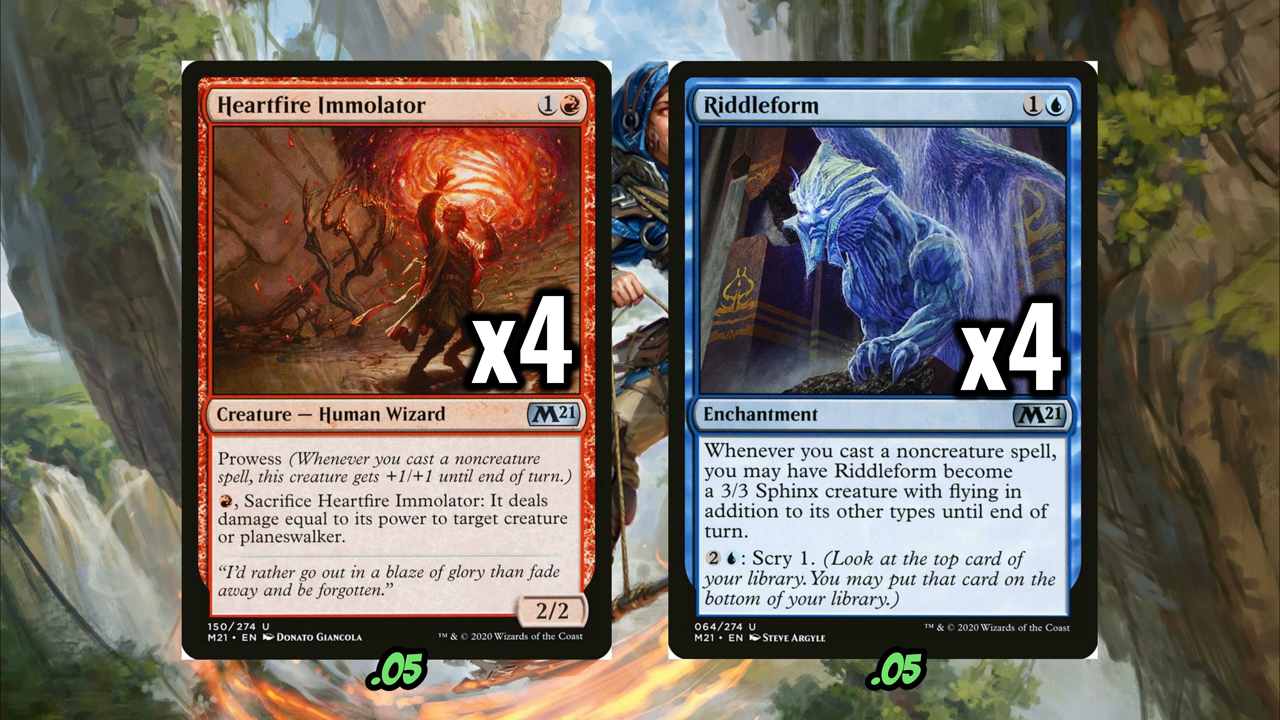 Heartfire Immolator 1
x4
Creature — Human Wizard M21
Prowess (Whenever you cast a noncreature
spell, this creature gets +1/+1 until end of turn.)
, Sacrifice Heartfire Immolator: It deals
damage equal to its power to target creature
or planeswalker.
“I’d rather go out in a blaze of glory than fade
away and be forgotten.”
2/2
150/274 U
M21 • EN Donato Giancola ™ & © 2020 Wizards of the Coast
.05
Riddleform 1
x4
Enchantment M21
Whenever you cast a noncreature spell,
you may have Riddleform become
a 3/3 Sphinx creature with flying in
addition to its other types until end of
turn.
2 : Scry 1. (Look at the top card of
your library.You may put that card on the
bottom of your library.)
064/274 U
M21 • EN Steve Argyle ™ & © 2020 Wizards of the Coast
.05